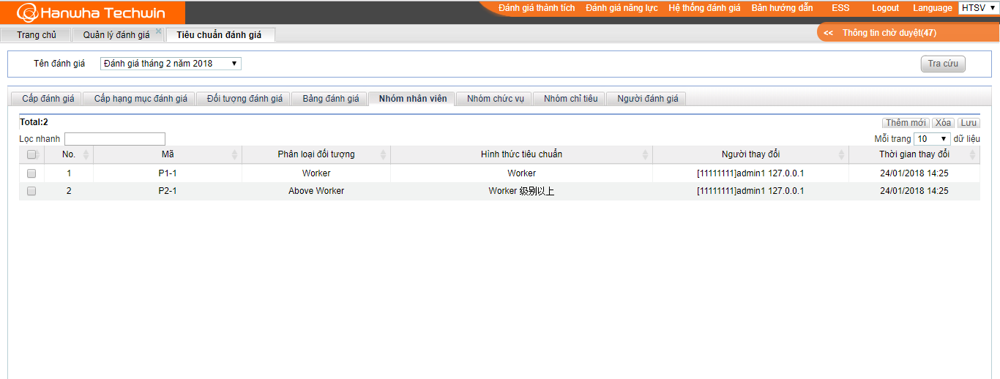 Hanwha Techwin
Đánh giá thành tích Đánh giá năng lực Hệ thống đánh giá Bản hướng dẫn ESS Logout Language HTSV
Trang chủ Quản lý đánh giá Tiêu chuẩn đánh giá << Thông tin chờ duyệt(47)
Tên đánh giá Đánh giá tháng 2 năm 2018 Tra cứu
Cấp đánh giá Cấp hạng mục đánh giá Đối tượng đánh giá Bảng đánh giá Nhóm nhân viên Nhóm chức vụ Nhóm chỉ tiêu Người đánh giá
Total:2 Thêm mới Xóa Lưu
Lọc nhanh Mỗi trang 10 dữ liệu
No. Mã Phân loại đối tượng Hình thức tiêu chuẩn Người thay đổi Thời gian thay đổi
1 P1-1 Worker Worker [11111111]admin1 127.0.0.1 24/01/2018 14:25
2 P2-1 Above Worker Worker 级别以上 [11111111]admin1 127.0.0.1 24/01/2018 14:25